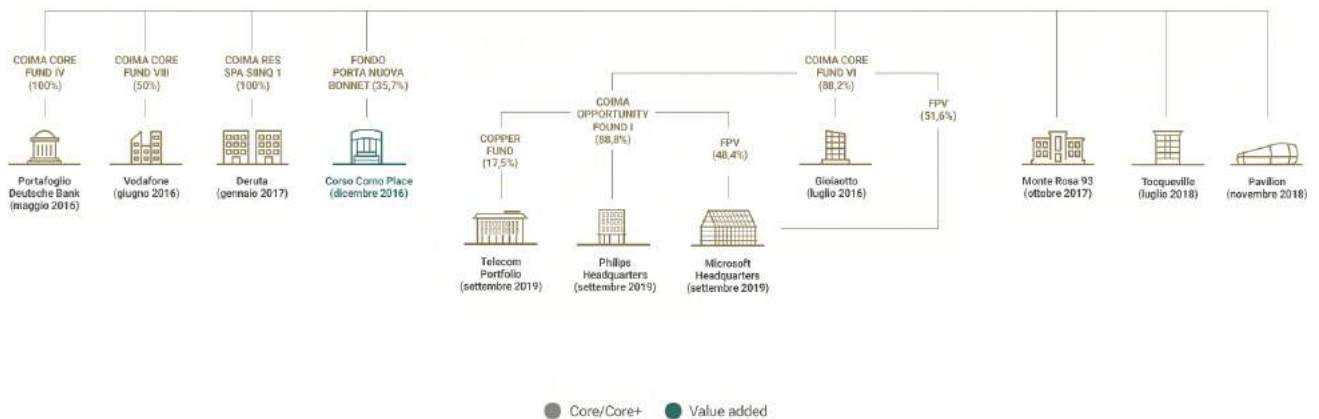 COIMA CORE
FUND IV
(100%)
Portafoglio
Deutsche Bank
(maggio 2016)
COIMA CORE
FUND VIII
(50%)
Vodafone
(giugno 2016)
COIMA RES
SPA SIINQ 1
(100%)
Deruta
(gennaio 2017)
FONDO
PORTA NUOVA
BONNET (35,7%)
Corso Como Place
(dicembre 2016)
COIMA CORE
FUND VI
(88,2%)
COIMA
OPPORTUNITY
FOUND I
(88,8%)
COPPER
FUND
(17,5%)
Telecom
Portfolio
(settembre 2019)
Philips
Headquarters
(settembre 2019)
FPV
(48,4%)
Microsoft
Headquarters
(settembre 2019)
Gioiaotto
(luglio 2016)
FPV
(51,6%)
Monte Rosa 93
(ottobre 2017)
Tocqueville
(luglio 2018)
Pavilion
(novembre 2018)
Core/Core+
Value added